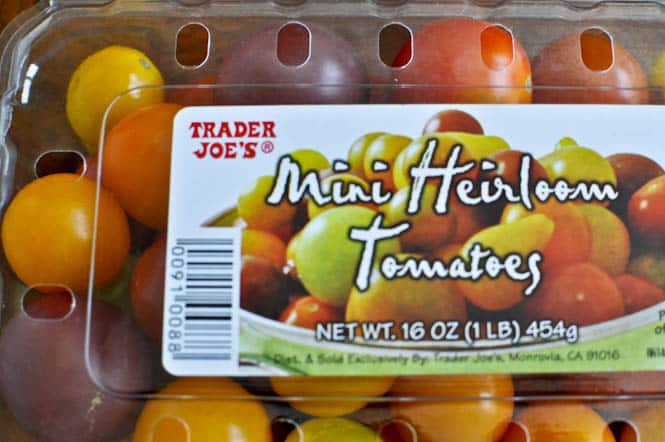 TRADER
JOE'S®
Mini Heirloom
Tomatoes
NET WT. 16 OZ (1 LB) 454g
Dist. & Sold Exclusively By: Trader Joe's, Monrovia, CA 91016
00910088